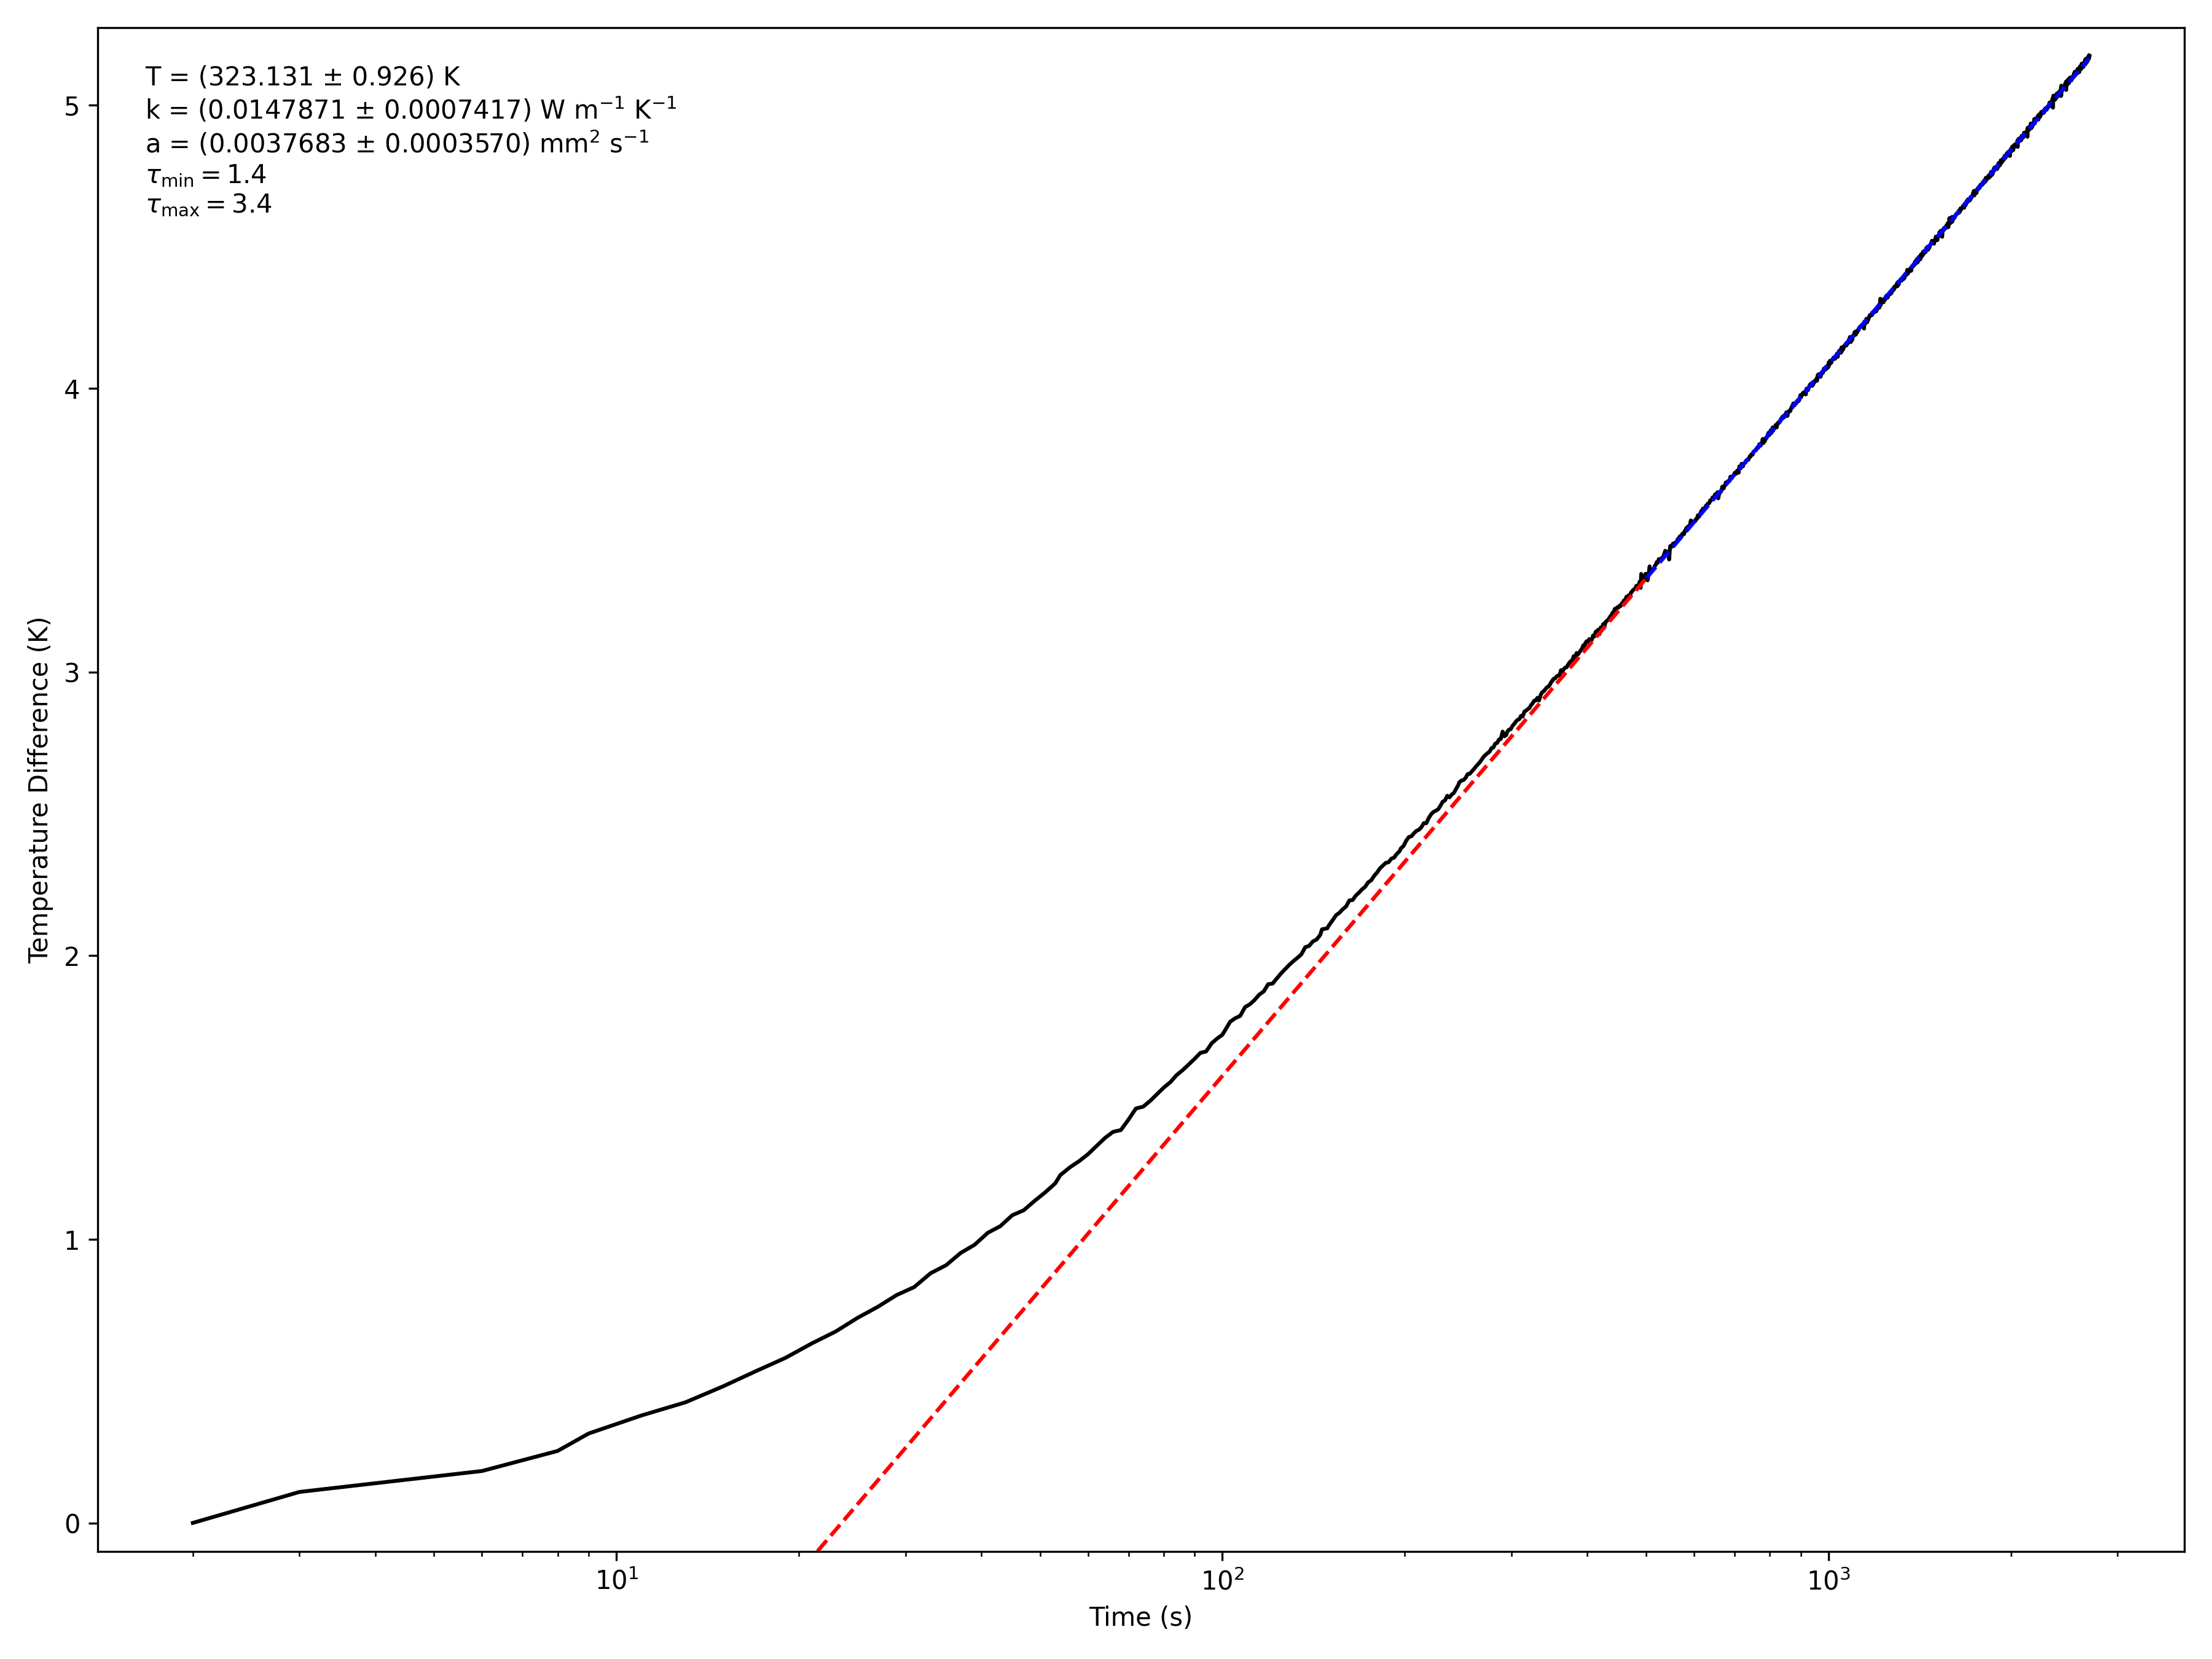 T = (323.131 ± 0.926) K
k = (0.0147871 ± 0.0007417) W m⁻¹ K⁻¹
a = (0.0037683 ± 0.0003570) mm² s⁻¹
τmin = 1.4
τmax = 3.4
5
4
3
2
1
0
Temperature Difference (K)
10¹ 10² 10³
Time (s)